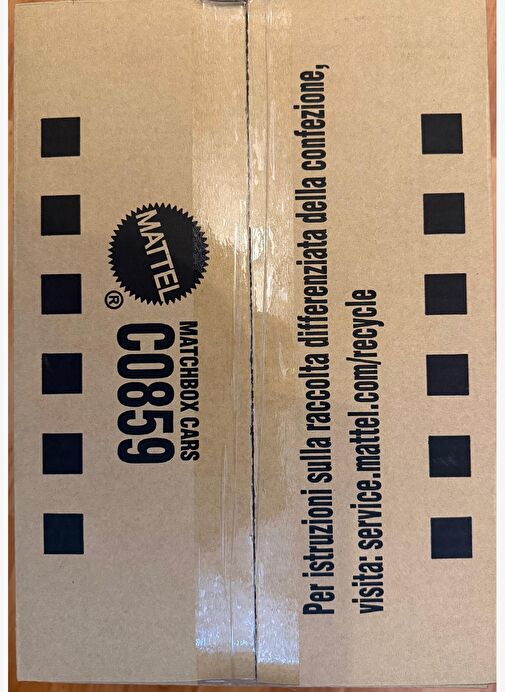 MATTEL
®
MATCHBOX CARS
C0859
Per istruzioni sulla raccolta differenziata della confezione,
visita: service.mattel.com/recycle